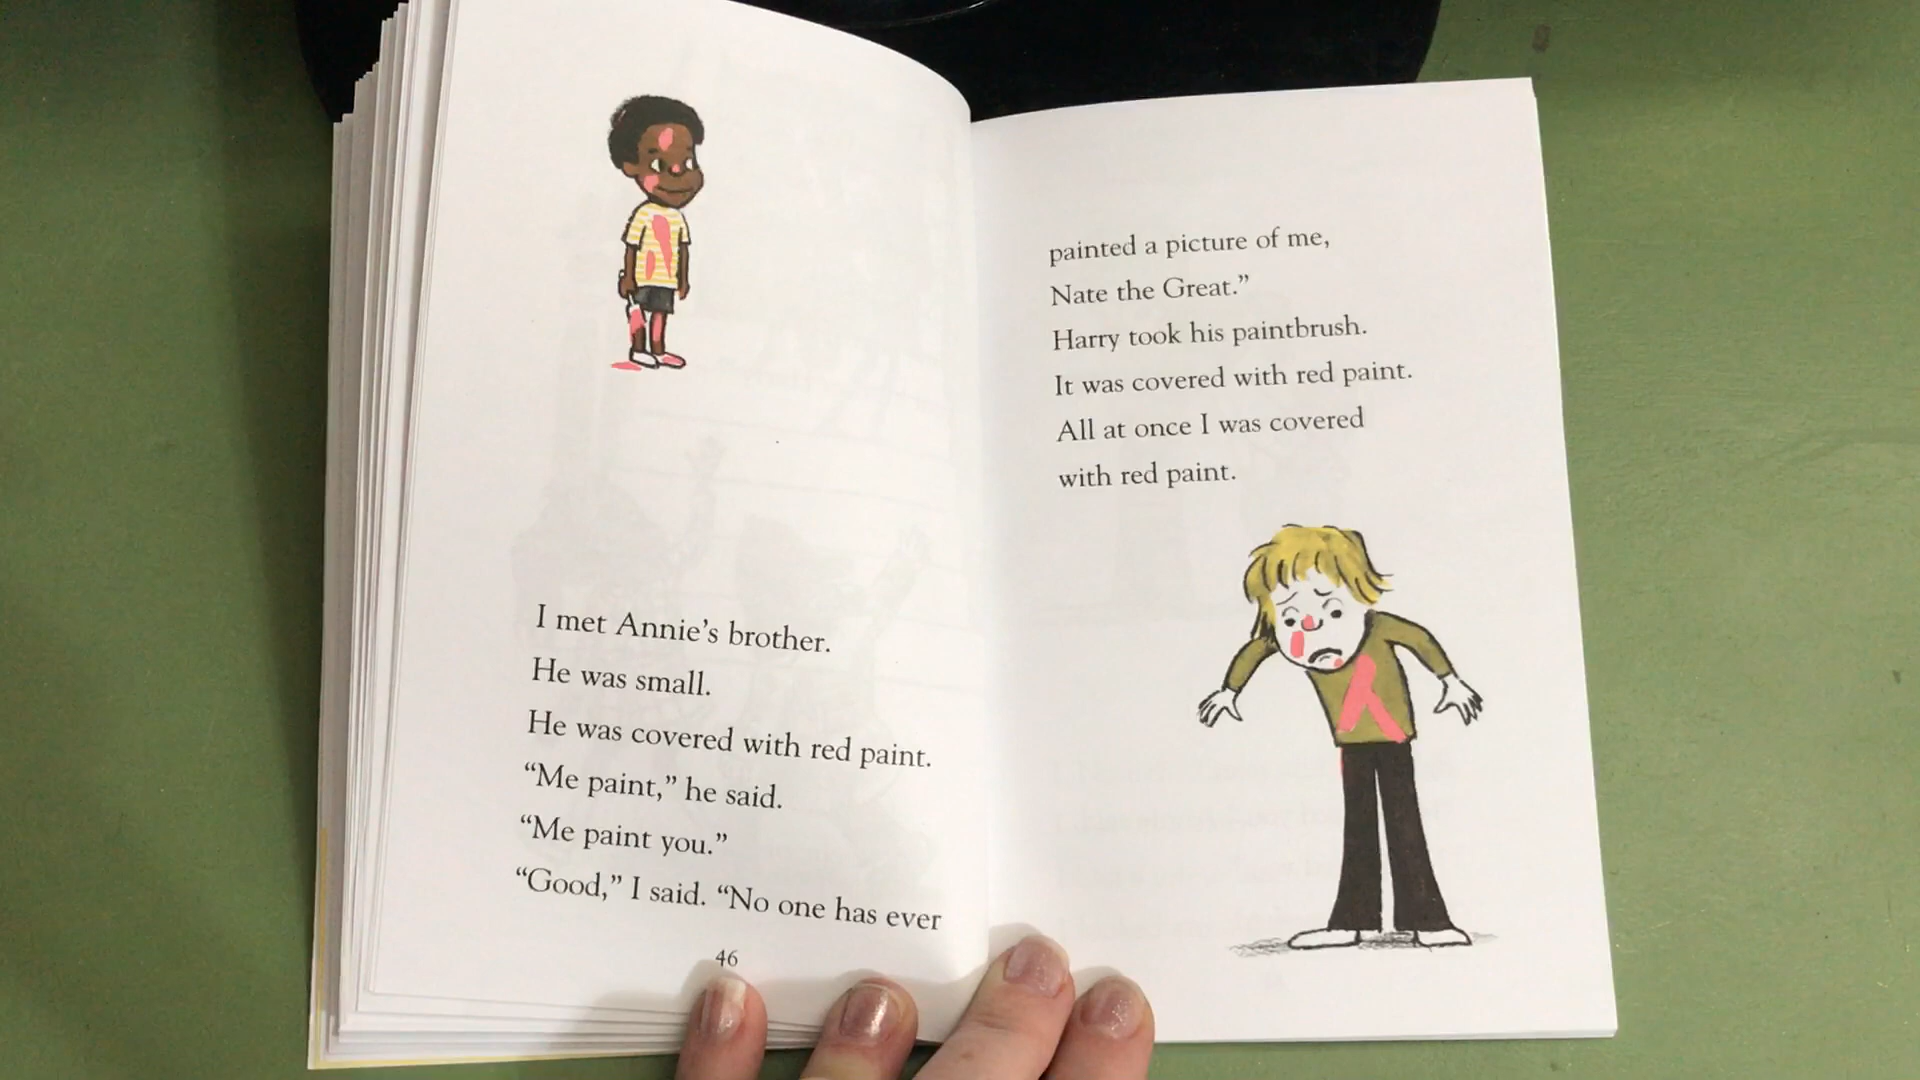 I met Annie’s brother.
He was small.
He was covered with red paint.
“Me paint,” he said.
“Me paint you.”
“Good,” I said. “No one has ever
46
painted a picture of me,
Nate the Great.”
Harry took his paintbrush.
It was covered with red paint.
All at once I was covered
with red paint.